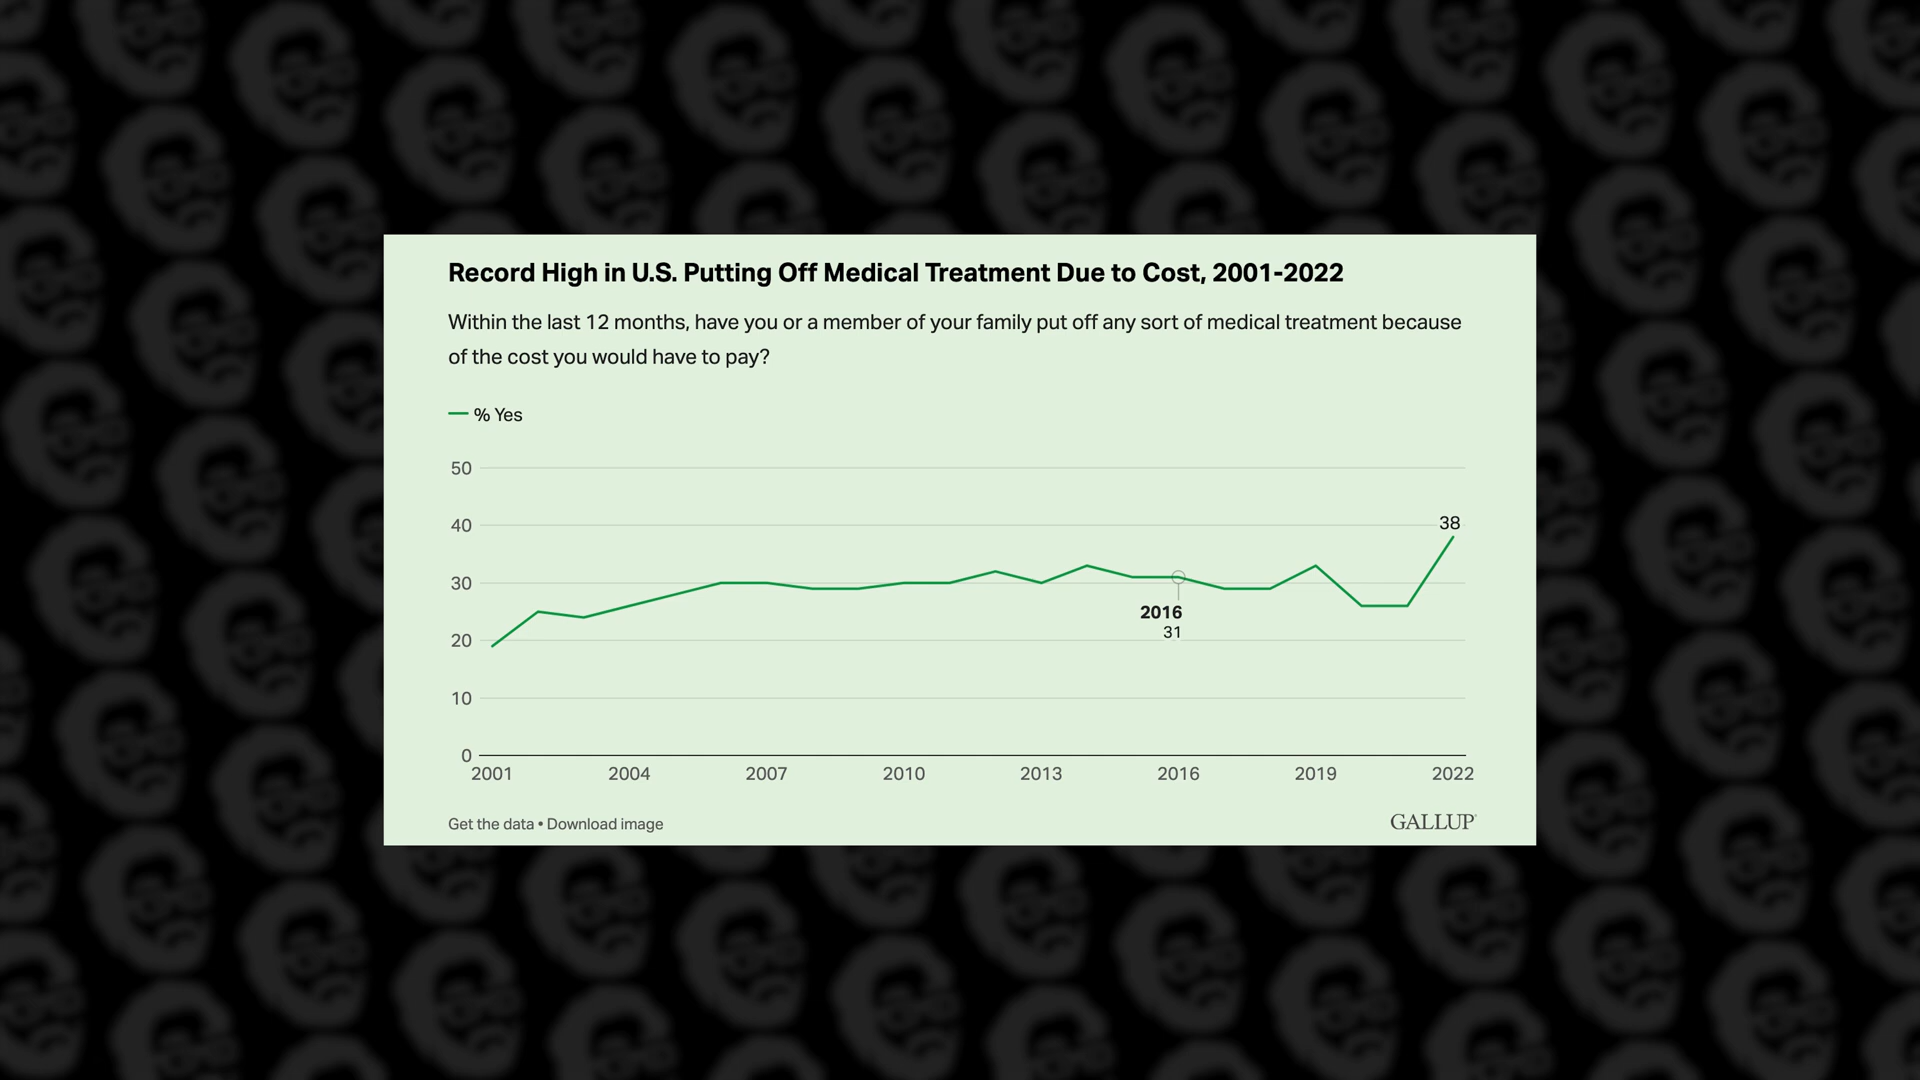 Record High in U.S. Putting Off Medical Treatment Due to Cost, 2001-2022
Within the last 12 months, have you or a member of your family put off any sort of medical treatment because
of the cost you would have to pay?
% Yes
50
40
30
20
10
0
38
2016
31
2001 2004 2007 2010 2013 2016 2019 2022
Get the data • Download image
GALLUP